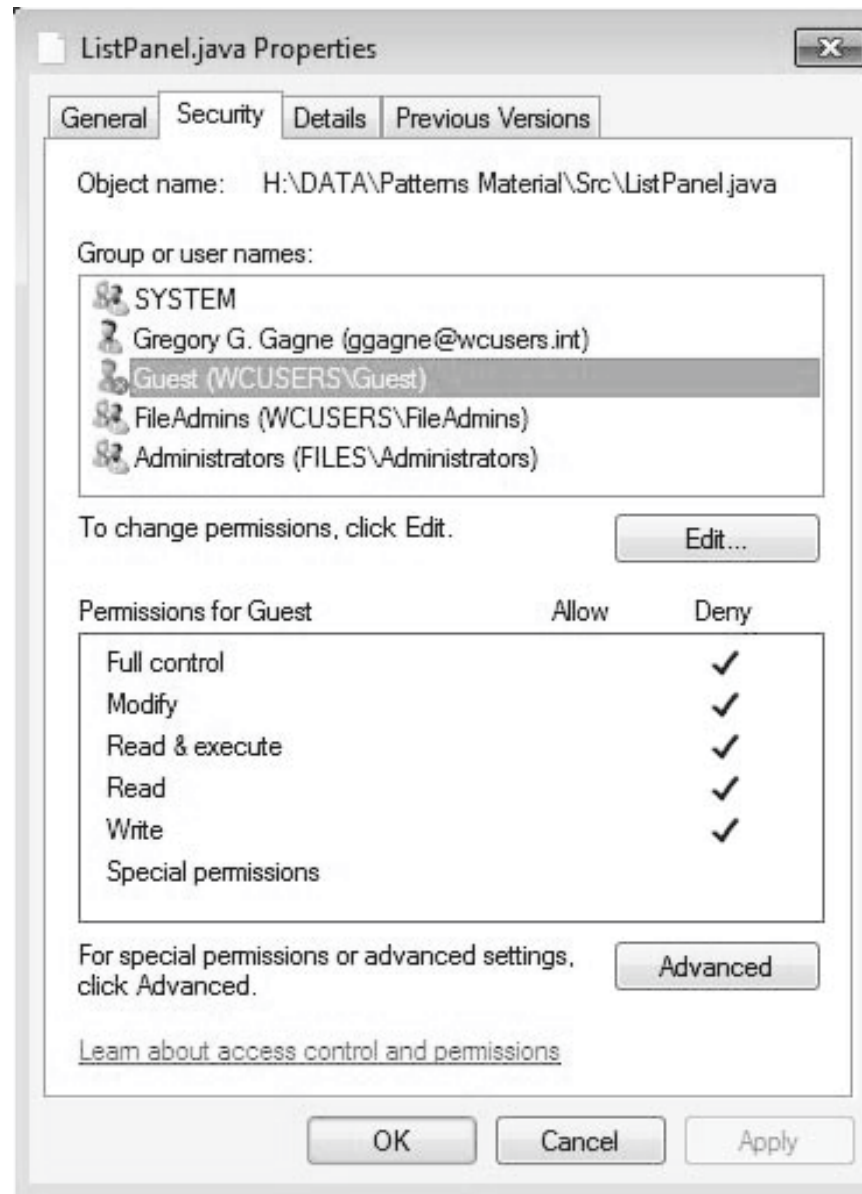 ListPanel.java Properties
General Security Details Previous Versions
Object name: H:\DATA\Patterns Material\Src\ListPanel.java
Group or user names:
SYSTEM
Gregory G. Gagne (ggagne@wcusers.int)
Guest (WCUSERS\Guest)
FileAdmins (WCUSERS\FileAdmins)
Administrators (FILES\Administrators)
To change permissions, click Edit. Edit...
Permissions for Guest Allow Deny
Full control
Modify
Read & execute
Read
Write
Special permissions
For special permissions or advanced settings,
click Advanced. Advanced
Learn about access control and permissions
OK Cancel Apply